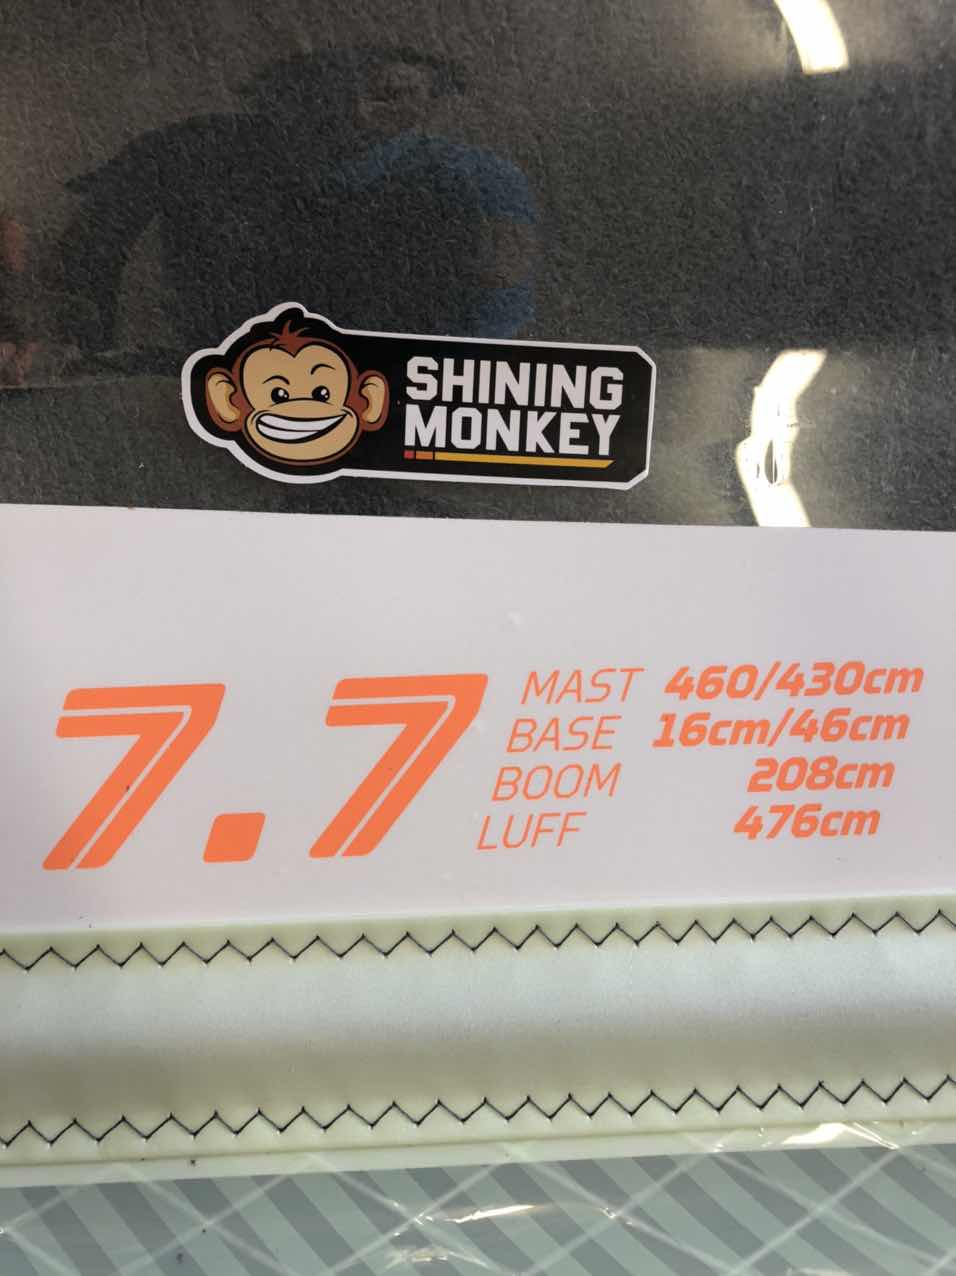 SHINING
MONKEY
7.7
MAST 460/430cm
BASE 16cm/46cm
BOOM 208cm
LUFF 476cm